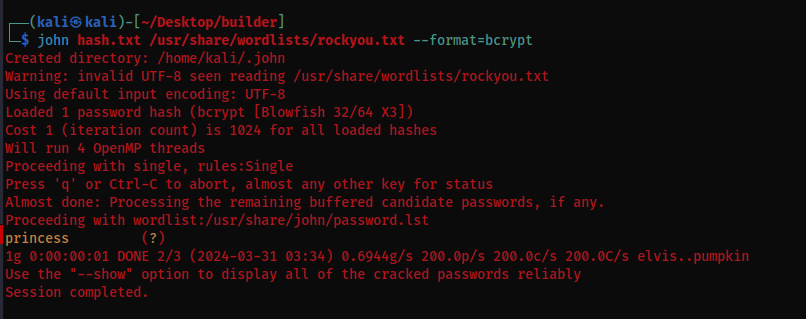 ┌──(kali㉿kali)-[~/Desktop/builder]
└─$ john hash.txt /usr/share/wordlists/rockyou.txt --format=bcrypt
Created directory: /home/kali/.john
Warning: invalid UTF-8 seen reading /usr/share/wordlists/rockyou.txt
Using default input encoding: UTF-8
Loaded 1 password hash (bcrypt [Blowfish 32/64 X3])
Cost 1 (iteration count) is 1024 for all loaded hashes
Will run 4 OpenMP threads
Proceeding with single, rules:Single
Press 'q' or Ctrl-C to abort, almost any other key for status
Almost done: Processing the remaining buffered candidate passwords, if any.
Proceeding with wordlist:/usr/share/john/password.lst
princess         (?)
1g 0:00:00:01 DONE 2/3 (2024-03-31 03:34) 0.6944g/s 200.0p/s 200.0c/s 200.0C/s elvis..pumpkin
Use the "--show" option to display all of the cracked passwords reliably
Session completed.